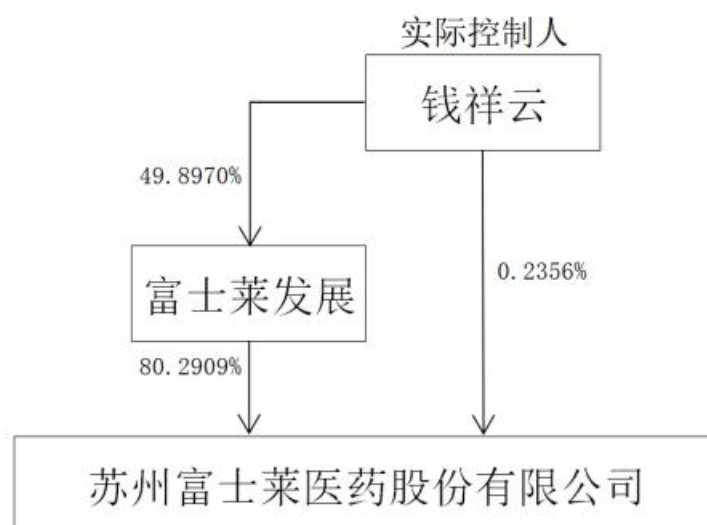 实际控制人
钱祥云
49.8970%
0.2356%
富士莱发展
80.2909%
苏州富士莱医药股份有限公司